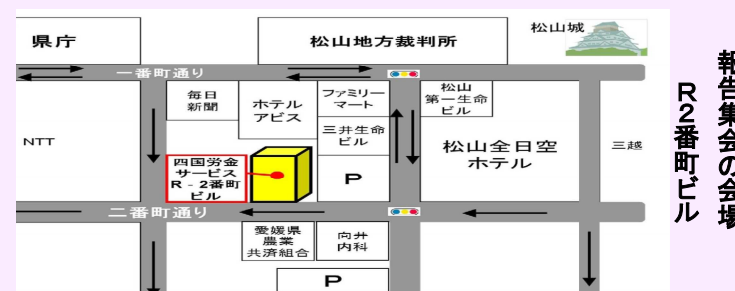 県庁
松山地方裁判所
松山城
一番町通り
毎日
新聞
ホテル
アビス
ファミリー
マート
松山
第一生命
ビル
三井生命
ビル
NTT
松山全日空
ホテル
三越
四国労金
サービス
R‐2番町
ビル
P
二番町通り
愛媛県
農業
共済組合
向井
内科
P
報告集会の会場
R2番町ビル